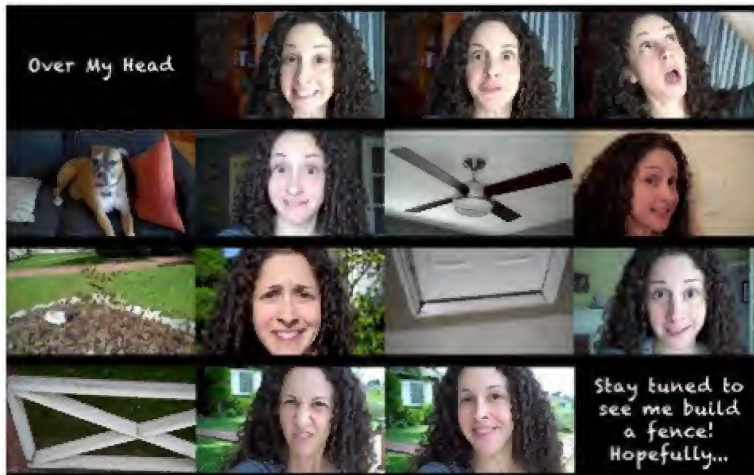 Over My Head
Stay tuned to
see me build
a fence!
Hopefully...